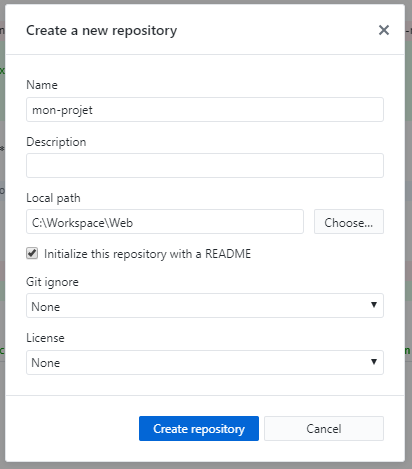 Create a new repository
Name
mon-projet
Description
Local path
C:\Workspace\Web
Choose...
Initialize this repository with a README
Git ignore
None
License
None
Create repository
Cancel